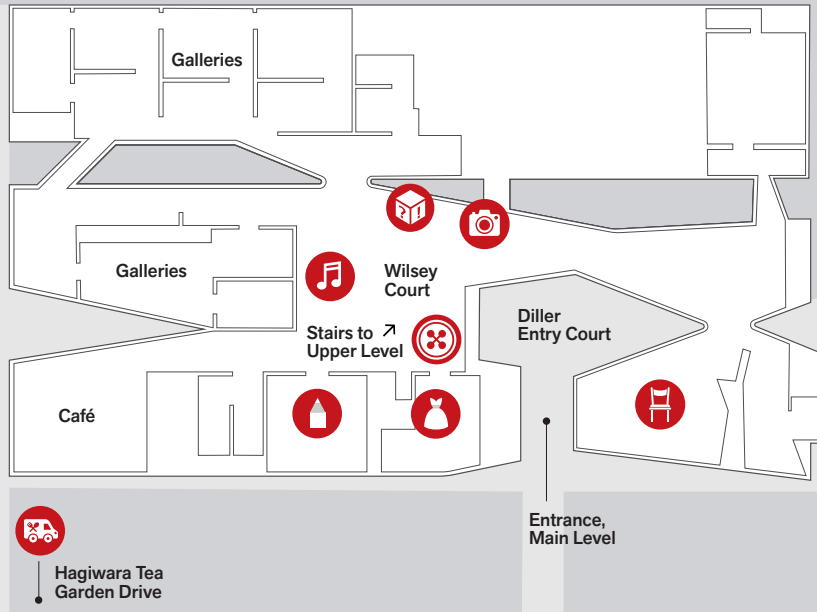 Galleries
? !
Galleries
Wilsey
Court
Stairs to ↗
Upper Level
Diller
Entry Court
Café
Entrance,
Main Level
Hagiwara Tea
Garden Drive